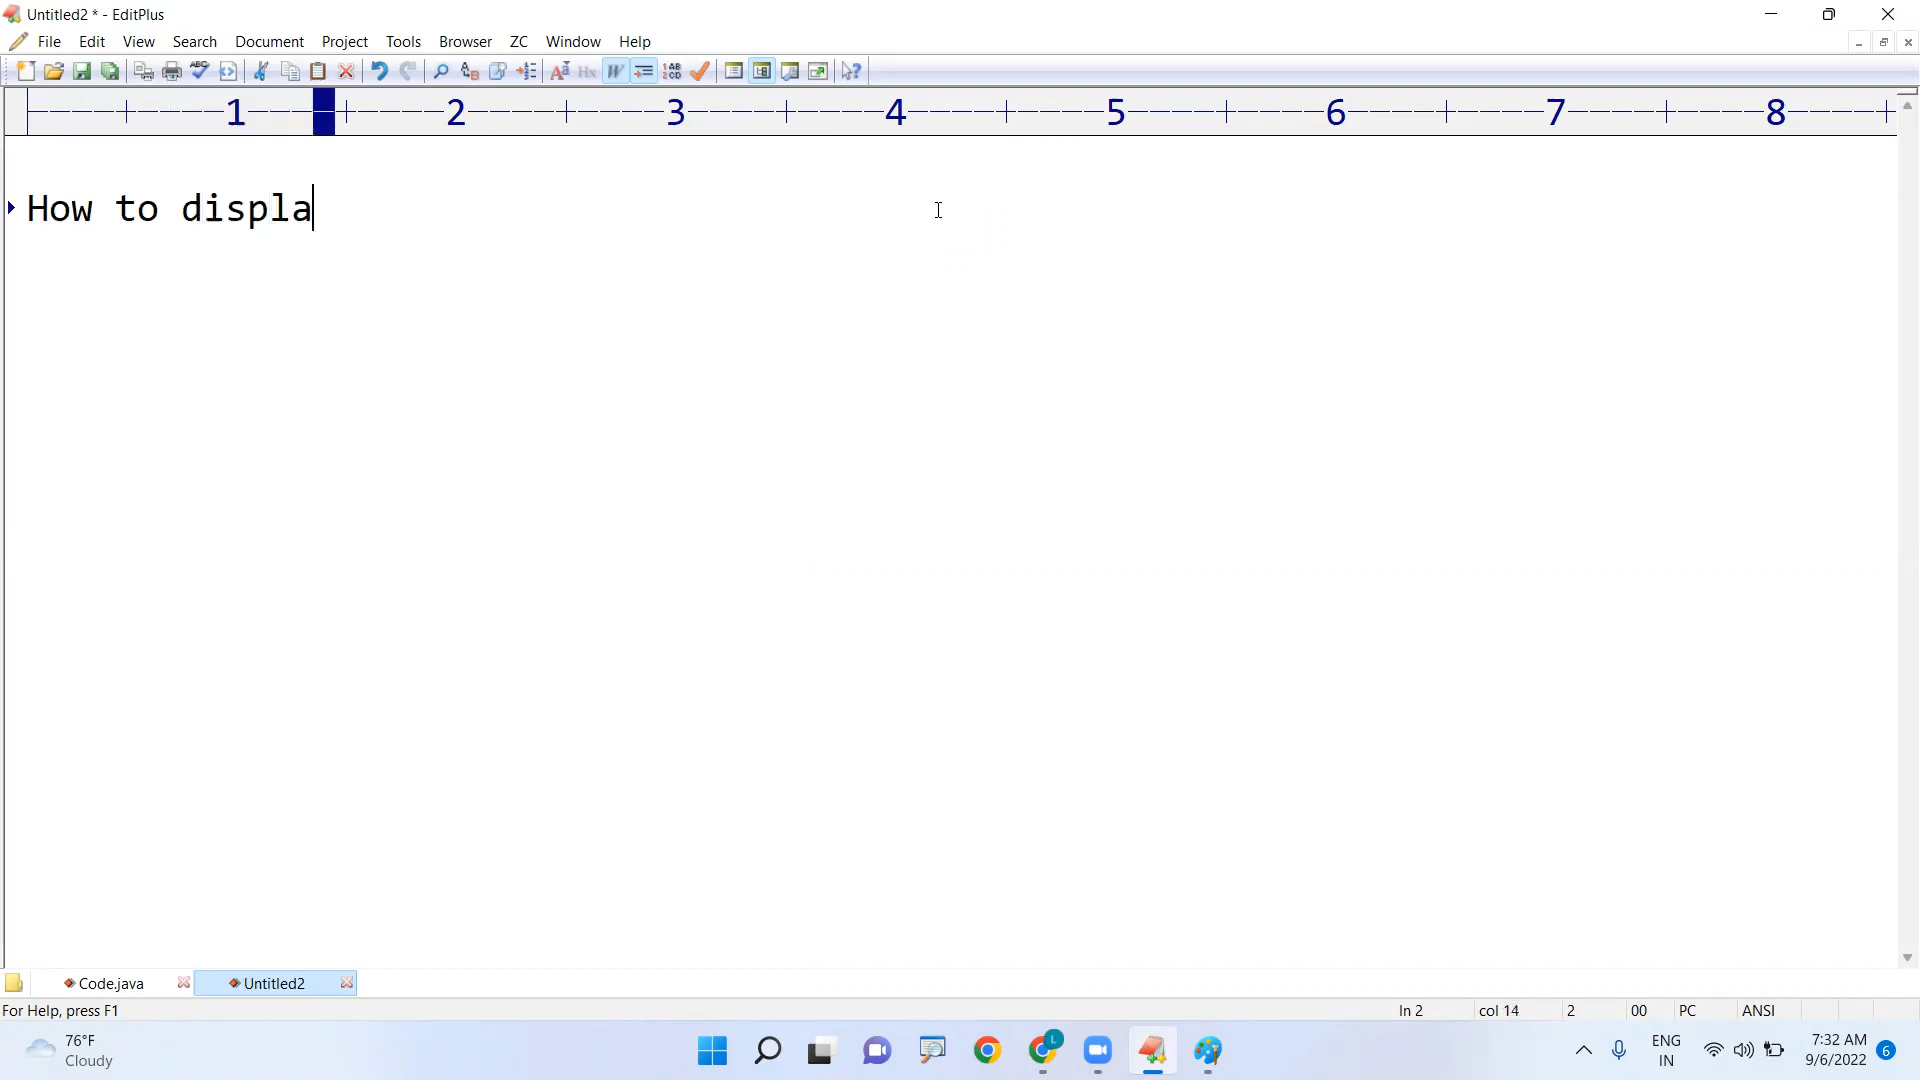 Untitled2 * - EditPlus
File Edit View Search Document Project Tools Browser ZC Window Help
1 2 3 4 5 6 7 8
How to displa
Code.java Untitled2
For Help, press F1 ln 2 col 14 2 00 PC ANSI
76°F
Cloudy
L
ENG
IN
7:32 AM
9/6/2022
6